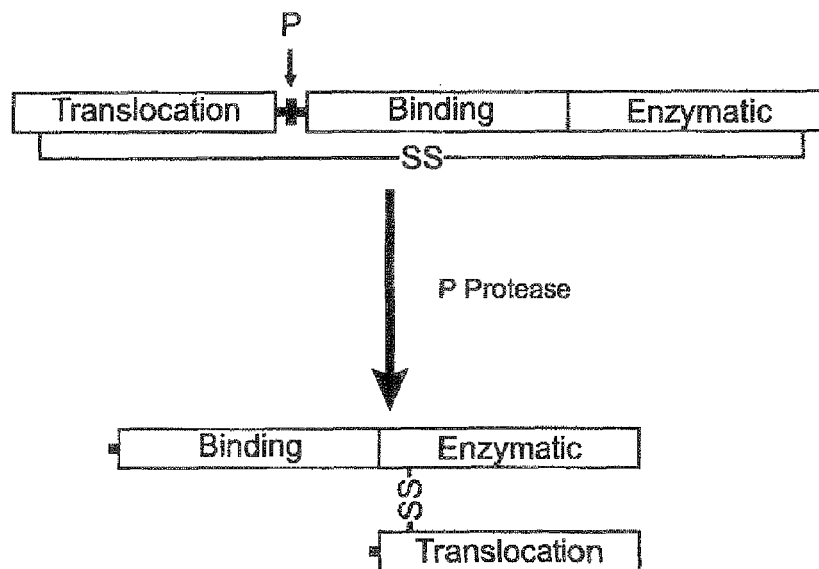 P
Translocation Binding Enzymatic
SS
P Protease
Binding Enzymatic
SS
Translocation